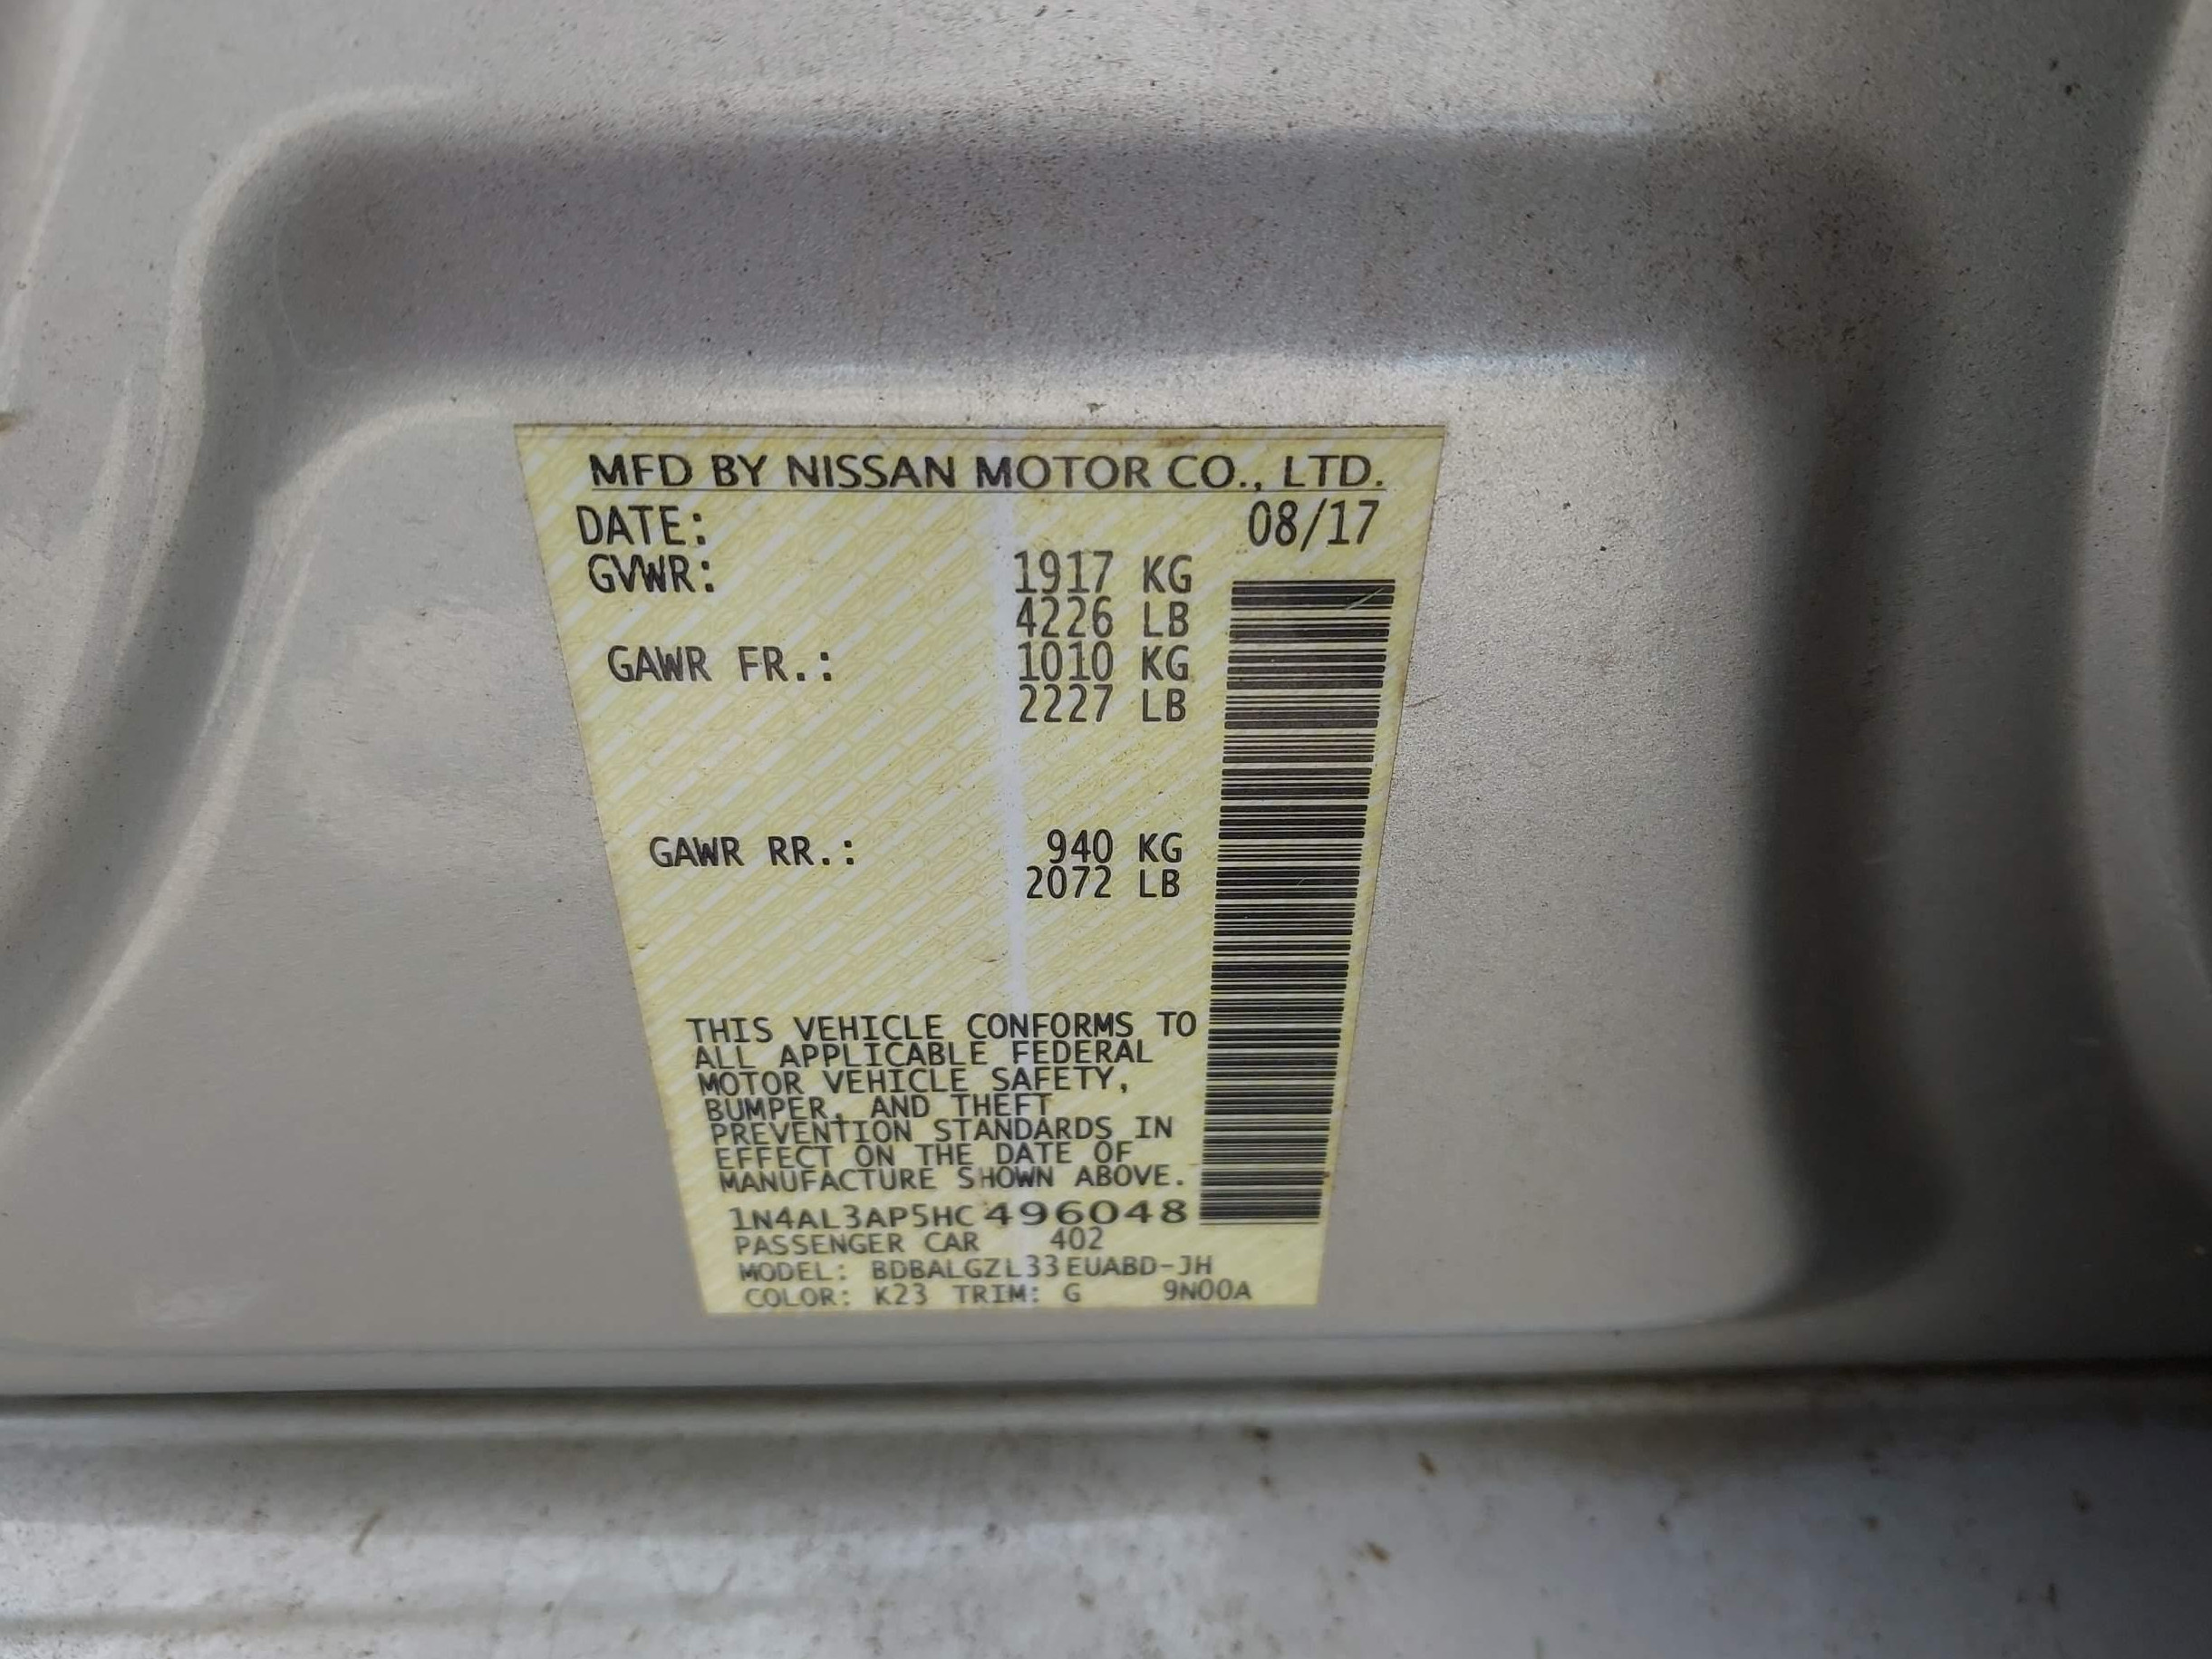 MFD BY NISSAN MOTOR CO., LTD.
DATE: 08/17
GVWR: 1917 KG
4226 LB
GAWR FR.: 1010 KG
2227 LB
GAWR RR.: 940 KG
2072 LB
THIS VEHICLE CONFORMS TO
ALL APPLICABLE FEDERAL
MOTOR VEHICLE SAFETY,
BUMPER, AND THEFT
PREVENTION STANDARDS IN
EFFECT ON THE DATE OF
MANUFACTURE SHOWN ABOVE.
1N4AL3AP5HC496048
PASSENGER CAR 402
MODEL: BDBALGZL33EUABD-JH
COLOR: K23 TRIM: G 9N00A